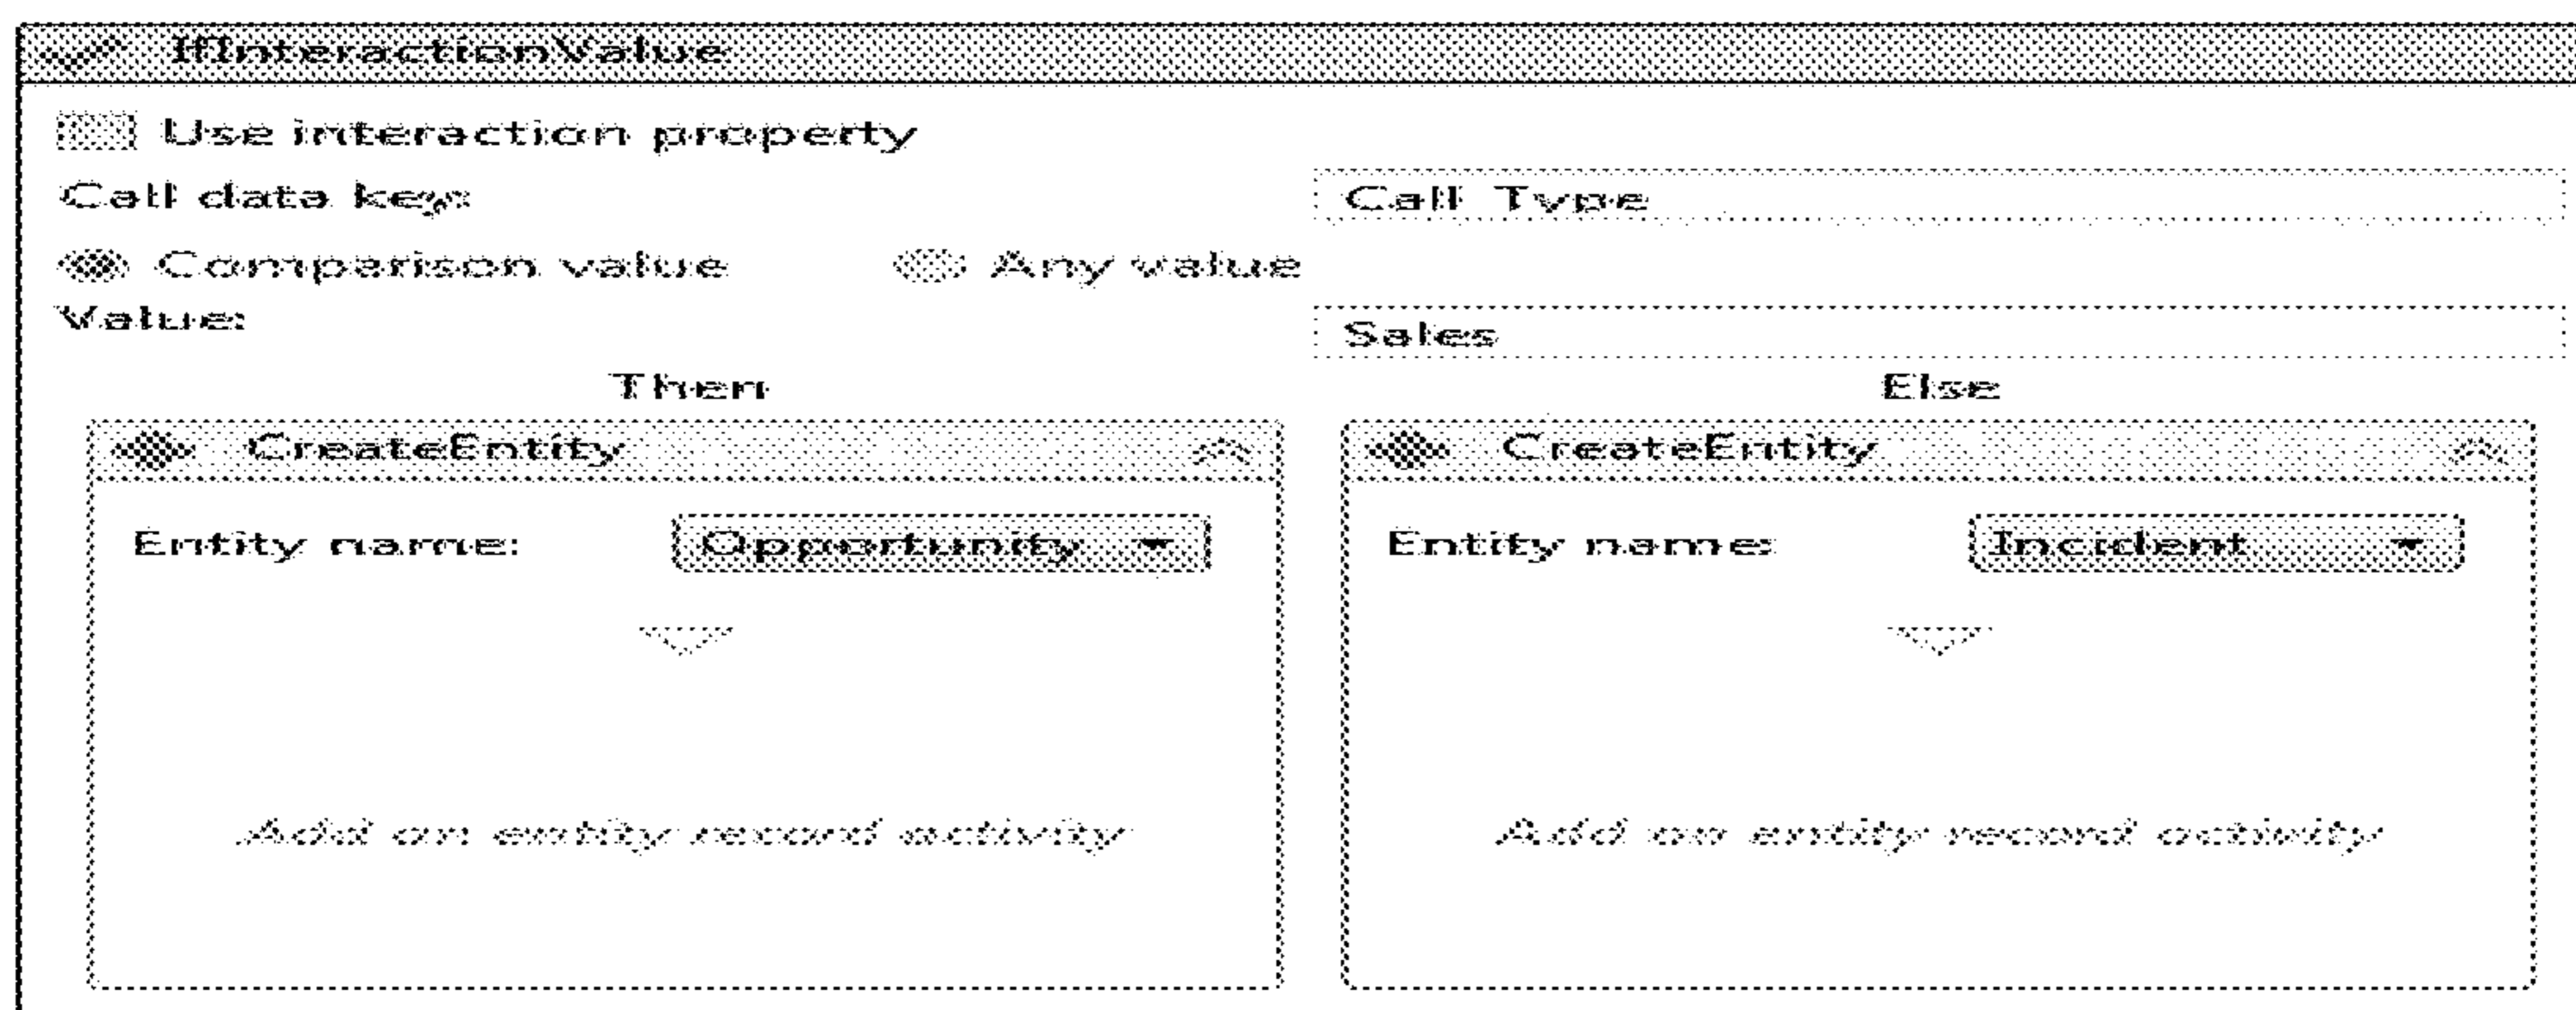 IfInteractionValue
Use interaction property
Call data key: Call Type
Comparison value Any value
Value: Sales
Then Else
CreateEntity CreateEntity
Entity name: Opportunity Entity name: Incident
Add an entity record activity Add an entity record activity